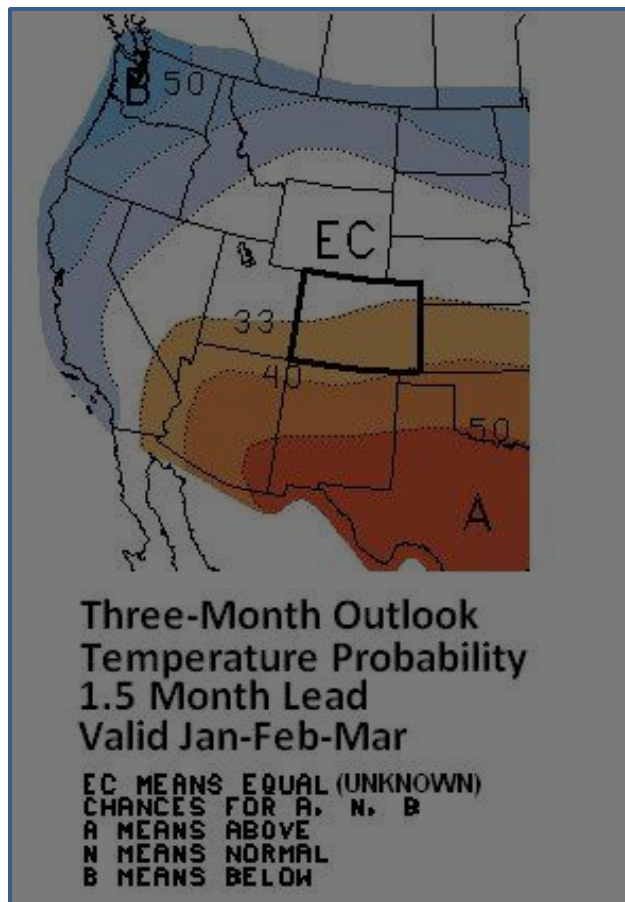 B 50
EC
33
40
50
A
Three-Month Outlook
Temperature Probability
1.5 Month Lead
Valid Jan-Feb-Mar
EC MEANS EQUAL (UNKNOWN)
CHANCES FOR A, N, B
A MEANS ABOVE
N MEANS NORMAL
B MEANS BELOW